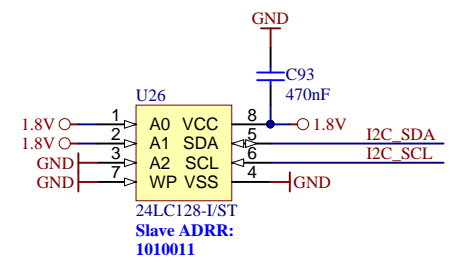 GND
C93
470nF
U26
1.8V 1 A0 VCC 8 1.8V
1.8V 2 A1 SDA 5 I2C_SDA
GND 3 A2 SCL 6 I2C_SCL
GND 7 WP VSS 4 GND
24LC128-I/ST
Slave ADRR:
1010011